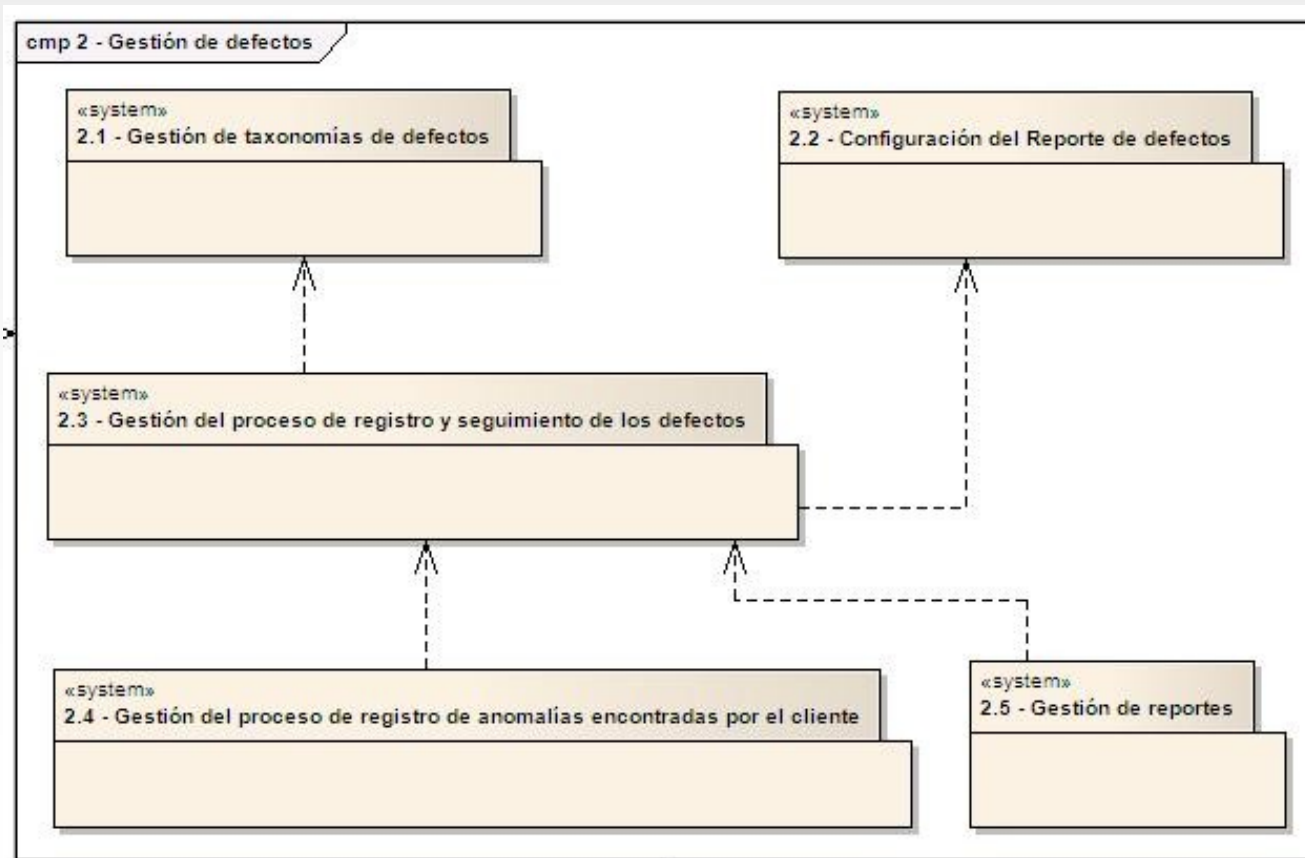 cmp 2 - Gestión de defectos
«system»
2.1 - Gestión de taxonomías de defectos
«system»
2.2 - Configuración del Reporte de defectos
«system»
2.3 - Gestión del proceso de registro y seguimiento de los defectos
«system»
2.4 - Gestión del proceso de registro de anomalías encontradas por el cliente
«system»
2.5 - Gestión de reportes